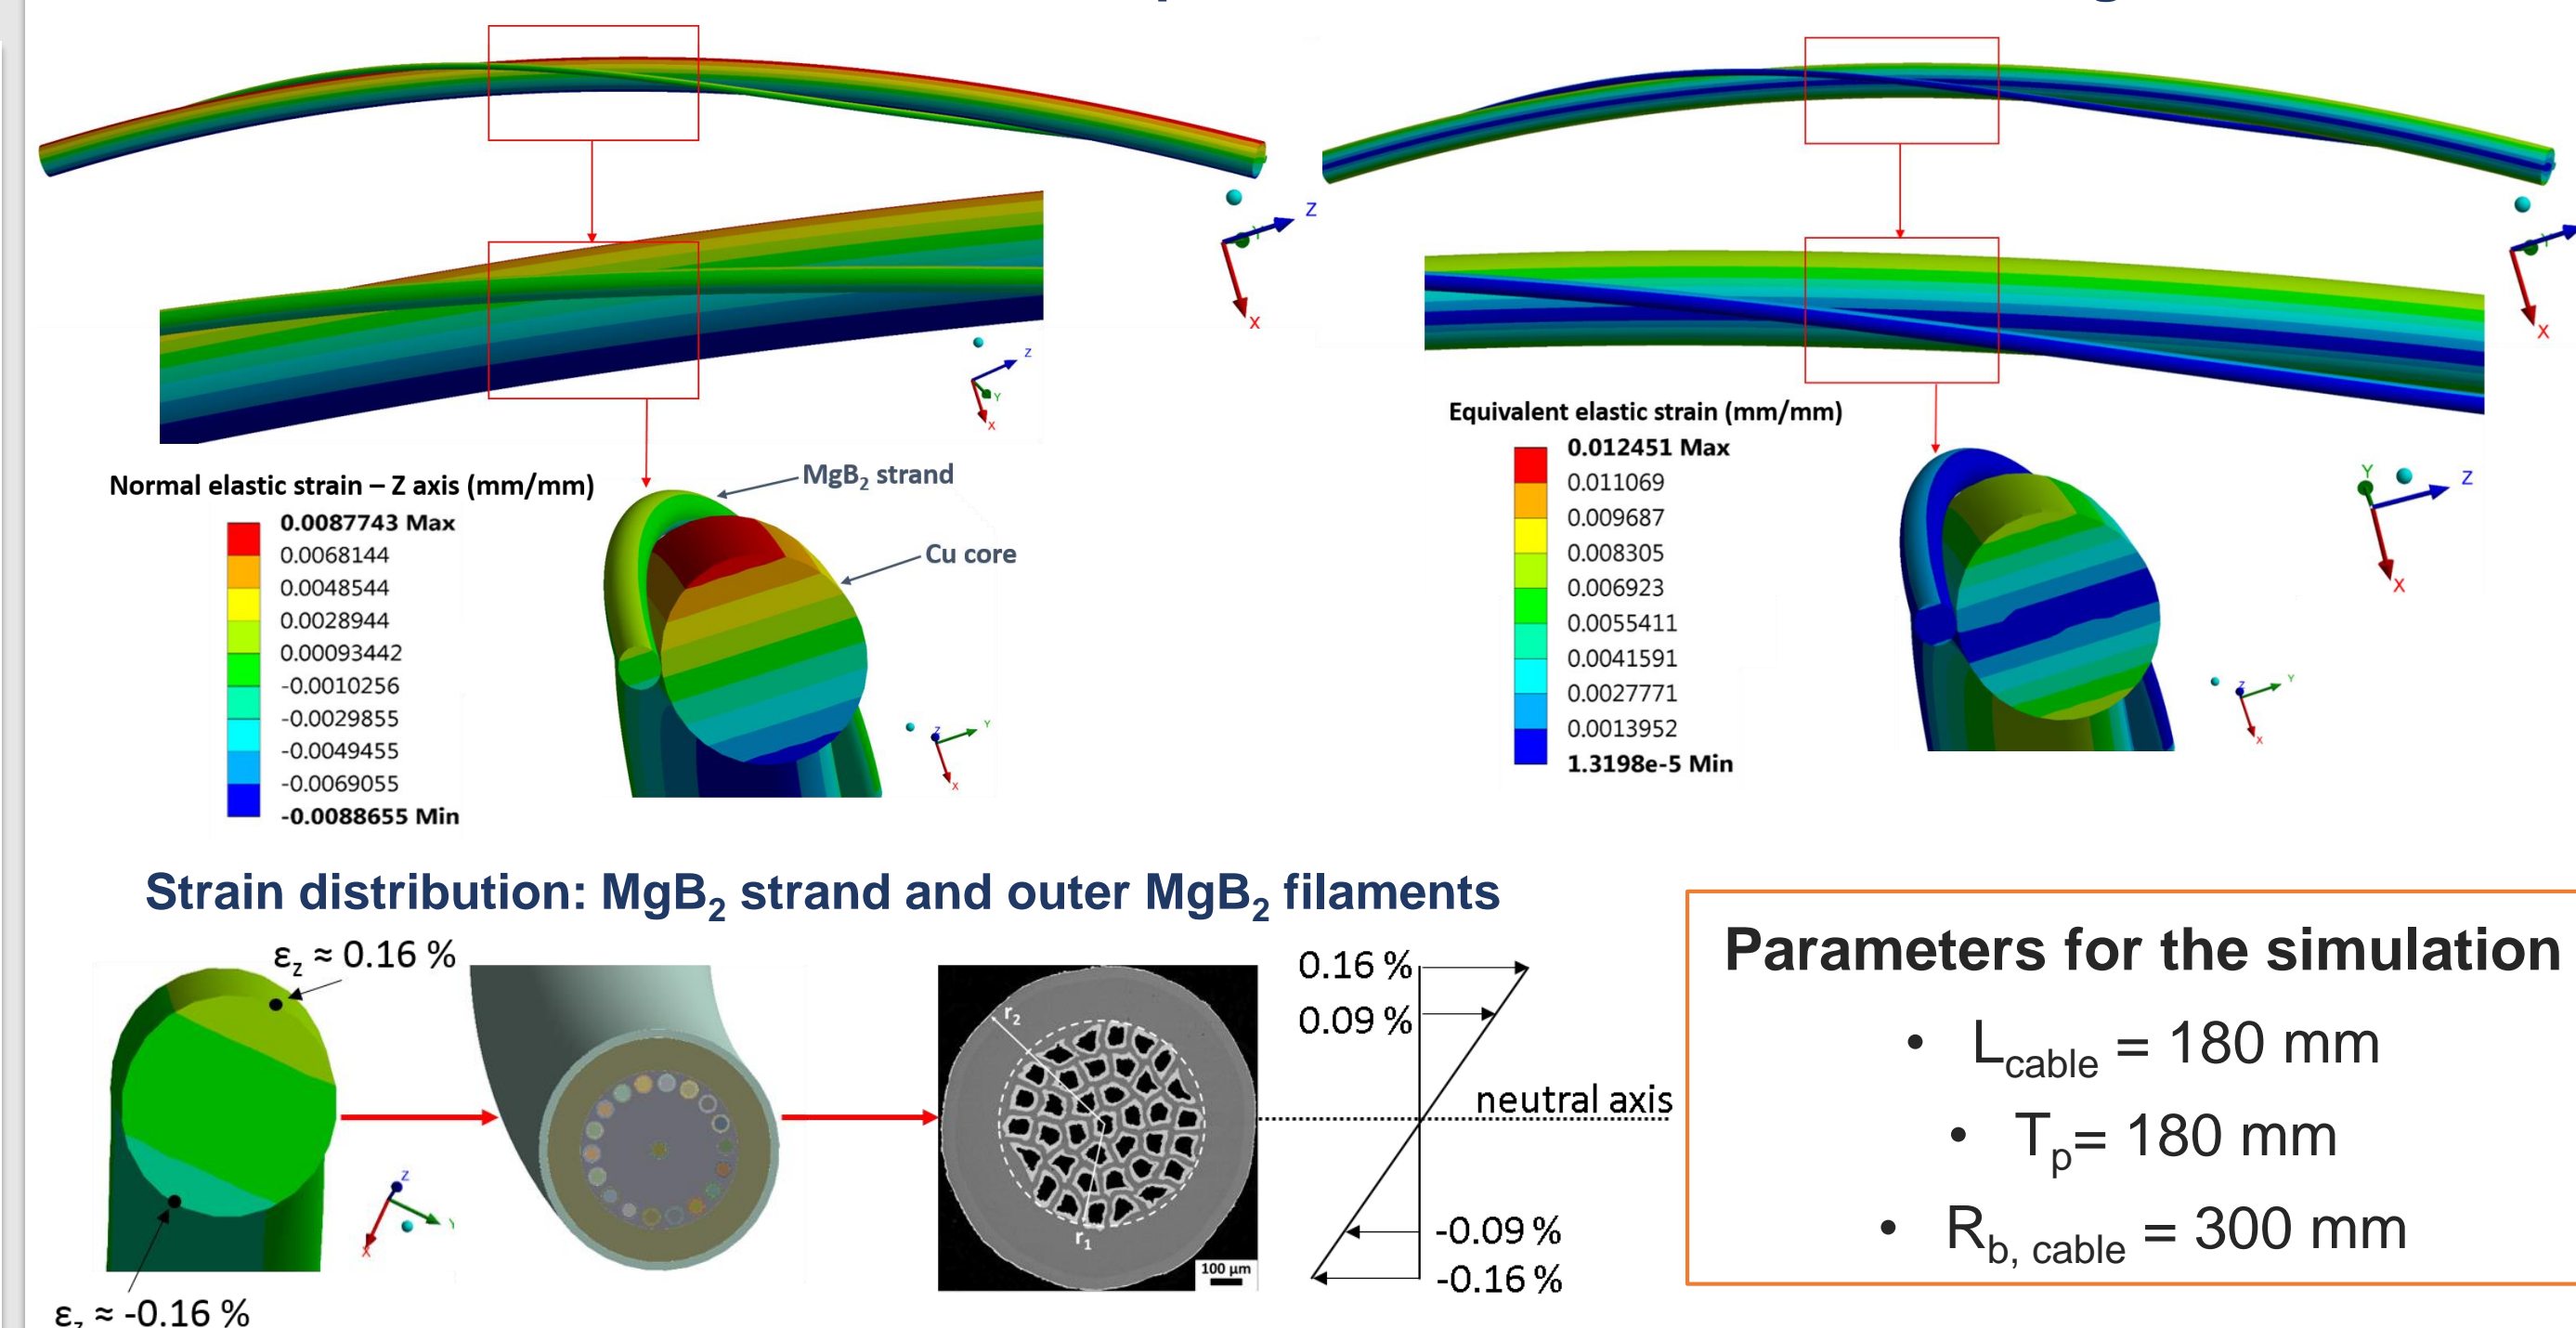 Z
Y
X
Z
Y
X
Normal elastic strain – Z axis (mm/mm)
0.0087743 Max
0.0068144
0.0048544
0.0028944
0.00093442
-0.0010256
-0.0029855
-0.0049455
-0.0069055
-0.0088655 Min
MgB₂ strand
Cu core
Z
Y
X
Y
X
Equivalent elastic strain (mm/mm)
0.012451 Max
0.011069
0.009687
0.008305
0.006923
0.0055411
0.0041591
0.0027771
0.0013952
1.3198e-5 Min
Y
Z
X
Z
Y
X
Strain distribution: MgB₂ strand and outer MgB₂ filaments
ε_z ≈ 0.16 %
Z
Y
X
ε_z ≈ -0.16 %
r₂
r₁
100 µm
0.16 %
0.09 %
neutral axis
-0.09 %
-0.16 %
Parameters for the simulation
• L_cable = 180 mm
• T_p= 180 mm
• R_b, cable = 300 mm